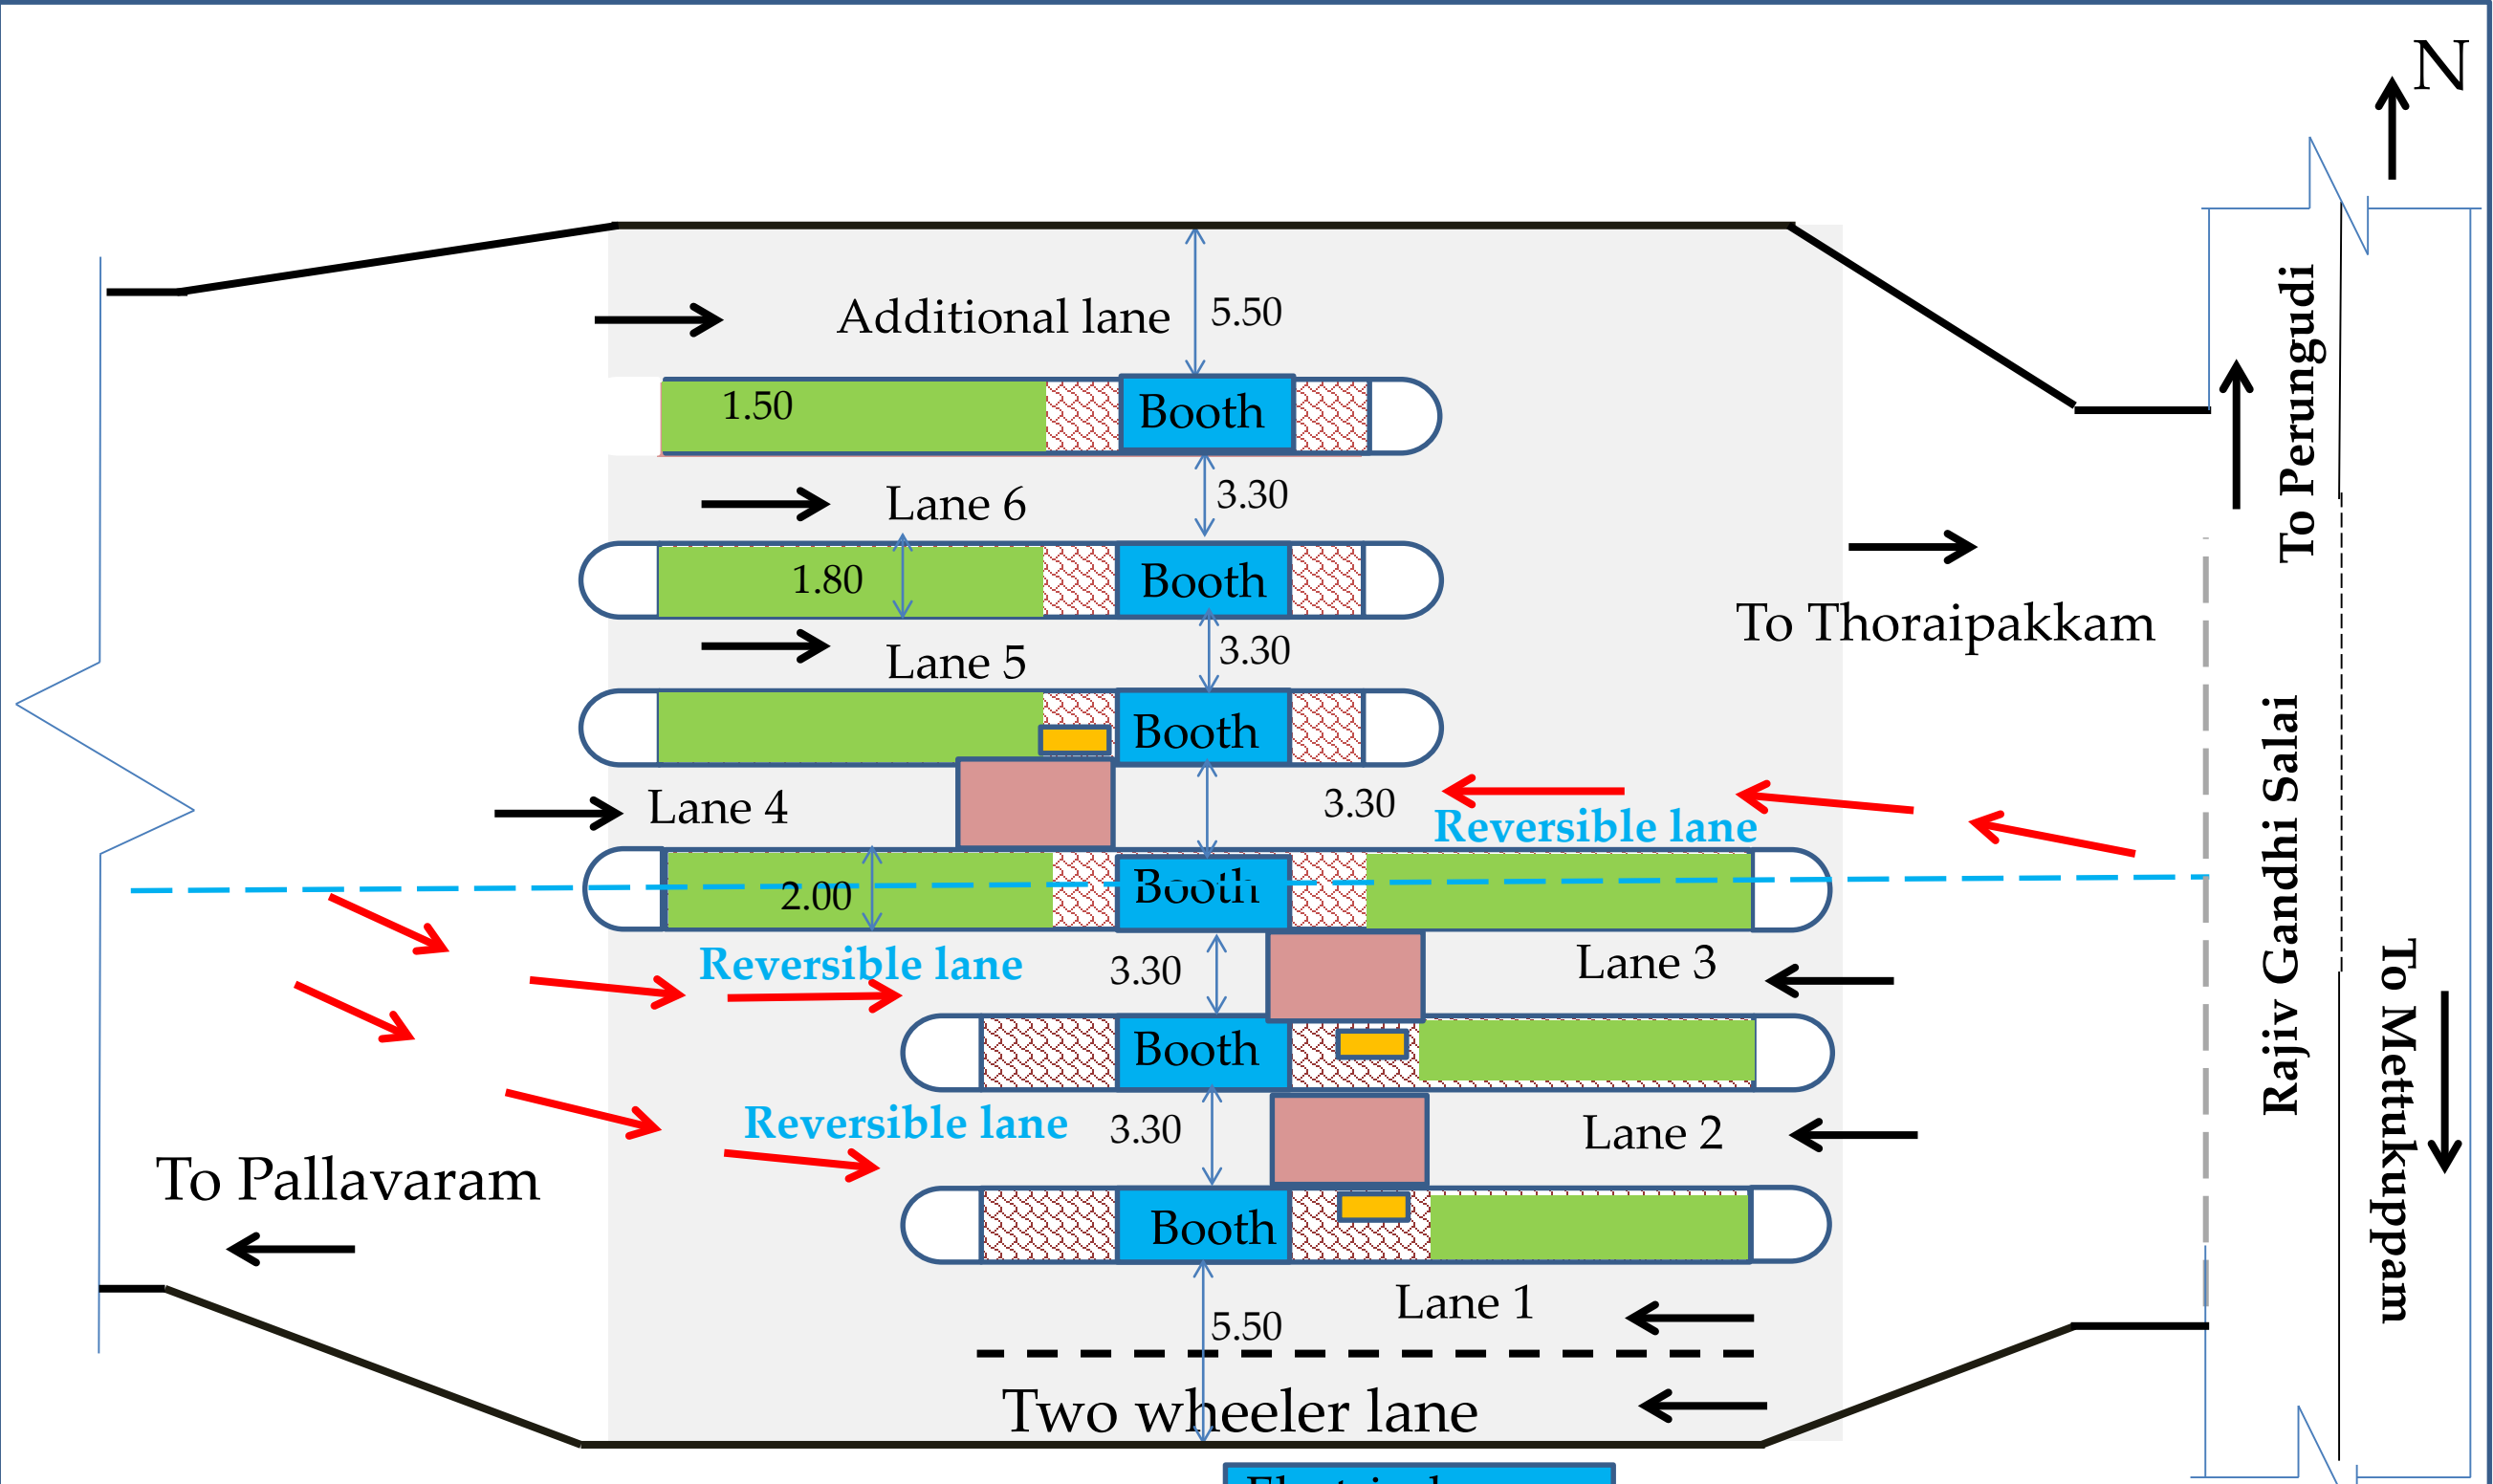 N
Additional lane
5.50
1.50
Booth
Lane 6
3.30
1.80
Booth
Lane 5
3.30
Booth
Lane 4
3.30
Reversible lane
2.00
Booth
Reversible lane
3.30
Lane 3
Booth
Reversible lane
3.30
Lane 2
Booth
Lane 1
5.50
Two wheeler lane
To Pallavaram
To Thoraipakkam
To Perungudi
Rajiv Gandhi Salai
To Mettukuppam